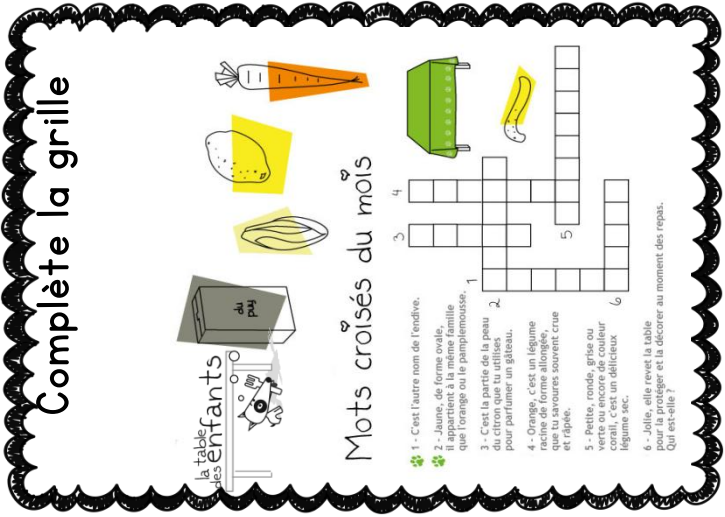 Complète la grille
la table
des enfants
du
puy
Mots croisés du mois
1 - C'est l'autre nom de l'endive.
2 - Jaune, de forme ovale,
il appartient à la même famille
que l'orange ou le pamplemousse.
3 - C'est la partie de la peau
du citron que tu utilises
pour parfumer un gâteau.
4 - Orange, c'est un légume
racine de forme allongée,
que tu savoures souvent crue
et râpée.
5 - Petite, ronde, grise ou
verte ou encore de couleur
corail, c'est un délicieux
légume sec.
6 - Jolie, elle revet la table
pour la protéger et la décorer au moment des repas.
Qui est-elle ?
1
2
3
4
5
6